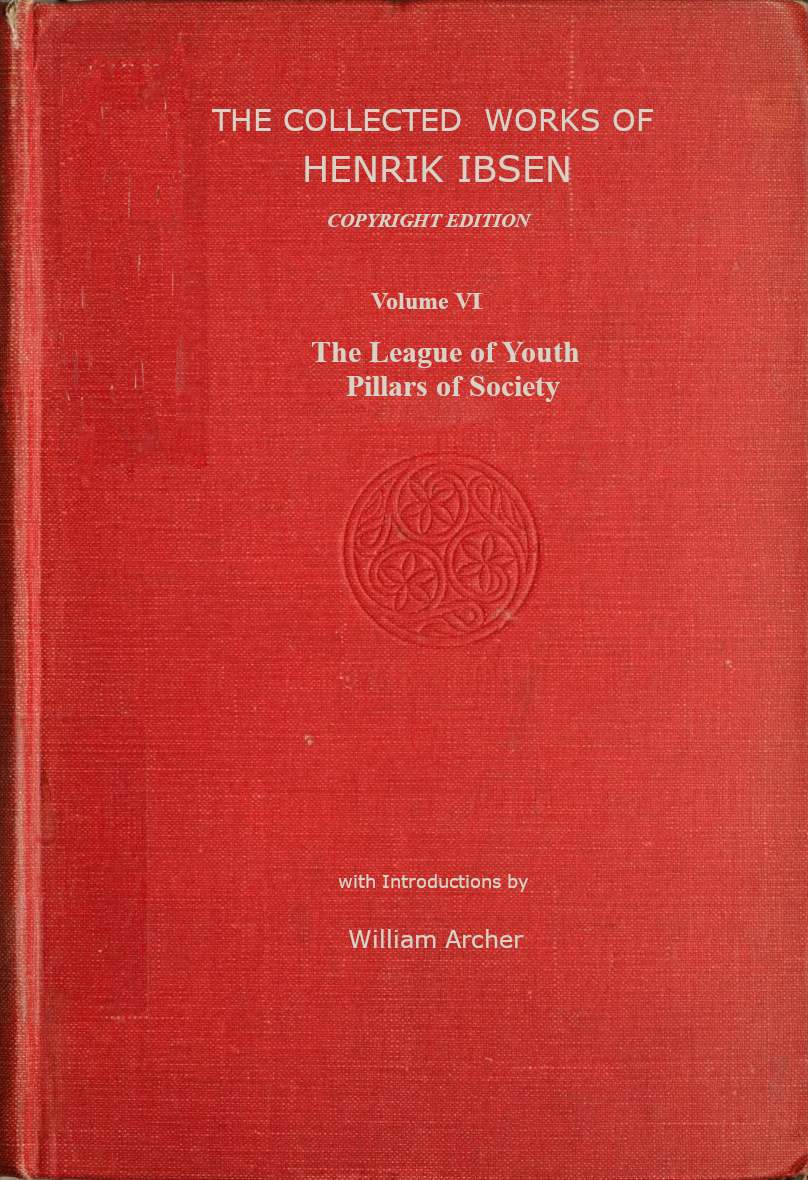 THE COLLECTED WORKS OF
HENRIK IBSEN
COPYRIGHT EDITION
Volume VI
The League of Youth
Pillars of Society
with Introductions by
William Archer